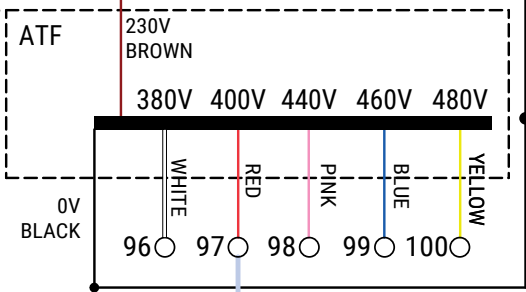 ATF
230V
BROWN
380V 400V 440V 460V 480V
WHITE
RED
PINK
BLUE
YELLOW
0V
BLACK
96 97 98 99 100